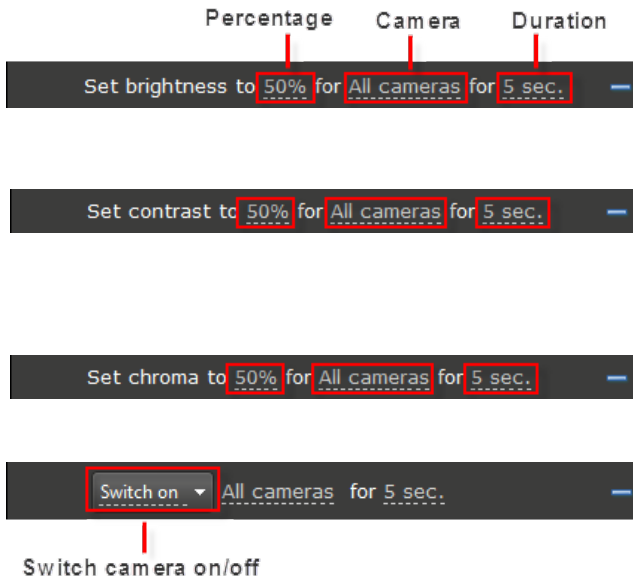 Percentage Camera Duration
Set brightness to 50% for All cameras for 5 sec.
Set contrast to 50% for All cameras for 5 sec.
Set chroma to 50% for All cameras for 5 sec.
Switch on All cameras for 5 sec.
Switch camera on/off